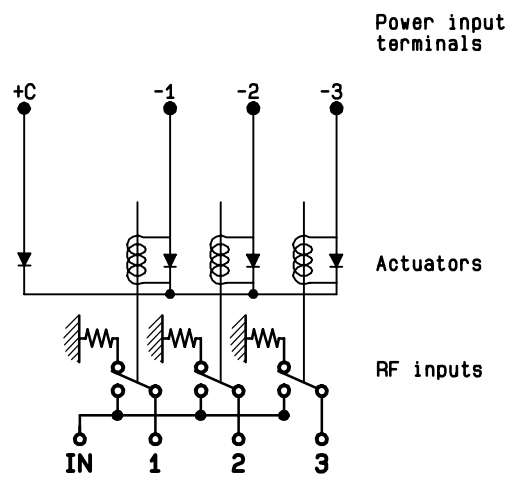 Power input
terminals
+C -1 -2 -3
Actuators
RF inputs
IN 1 2 3